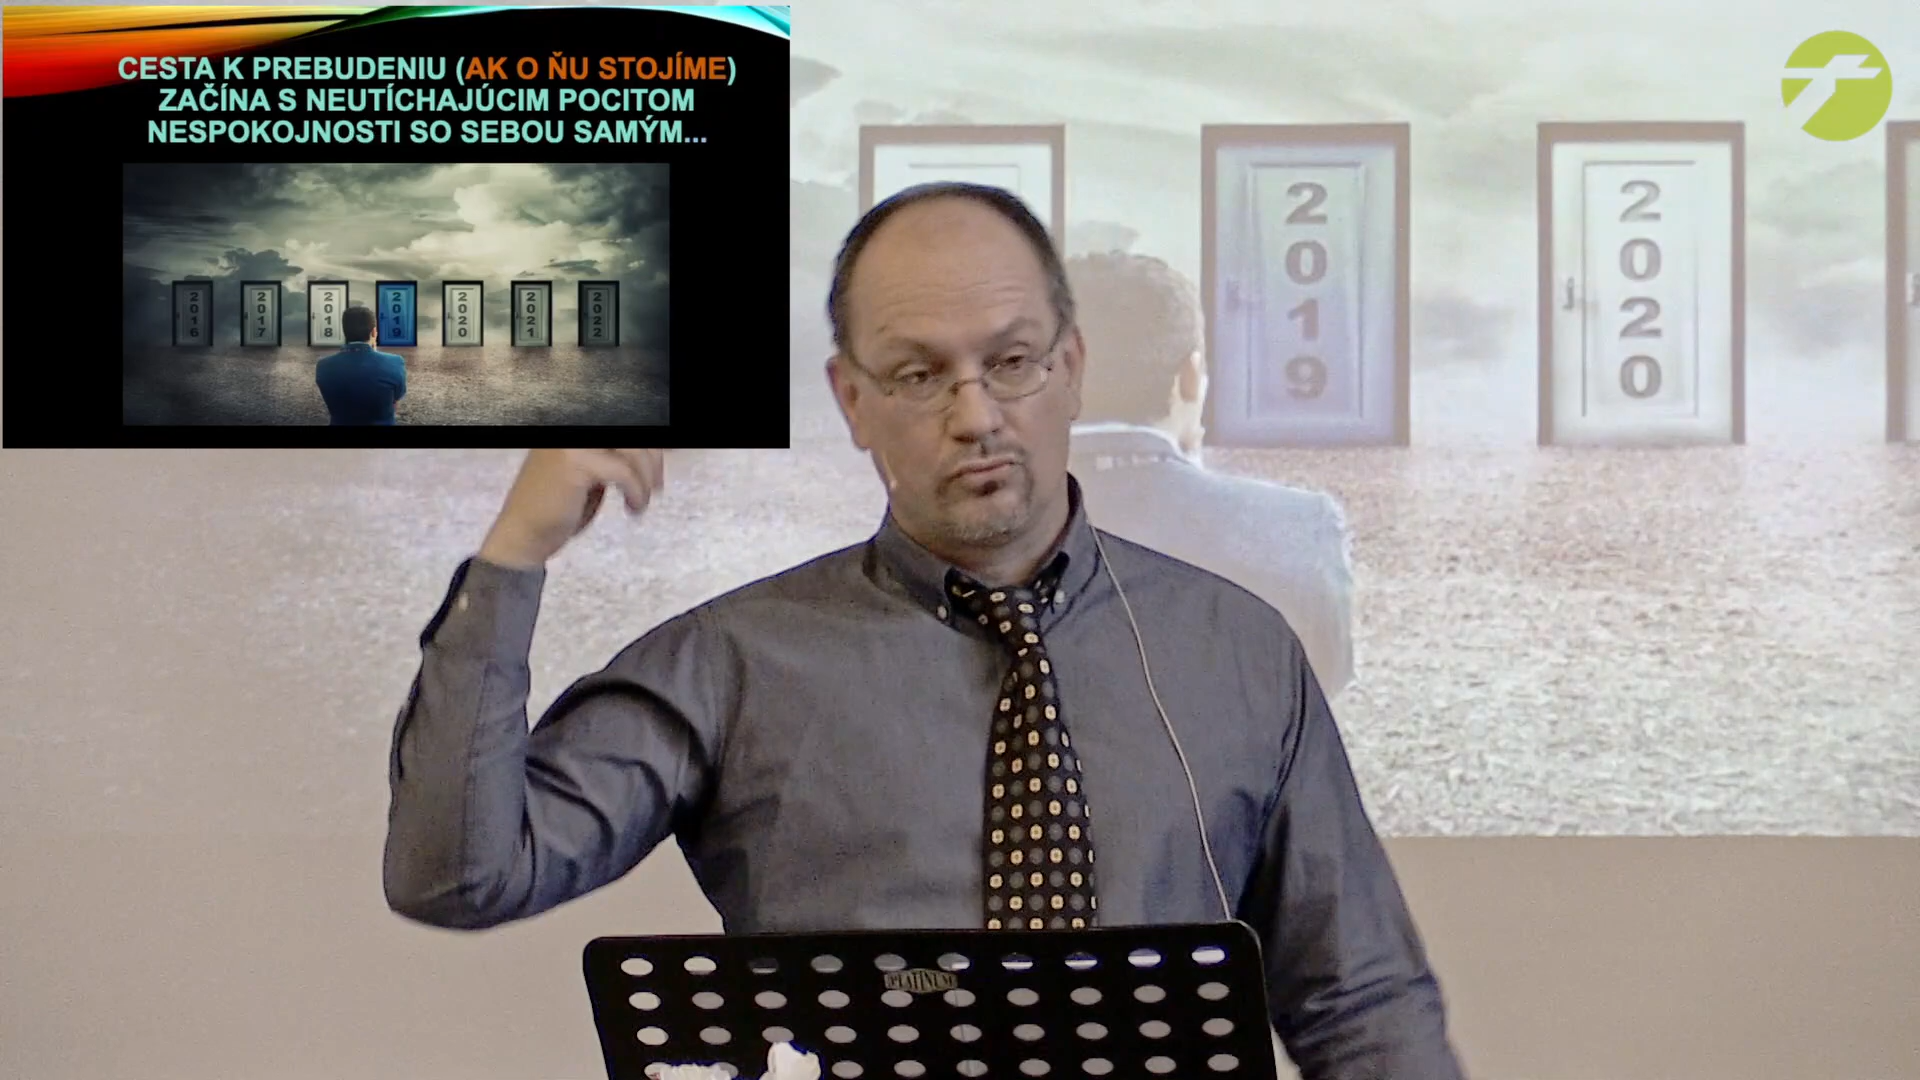 CESTA K PREBUDENIU (AK O ŇU STOJÍME)
ZAČÍNA S NEUTÍCHAJÚCIM POCITOM
NESPOKOJNOSTI SO SEBOU SAMÝM...
2016
2017
2018
2019
2020
2021
2022
2019
2020
PLATINUM